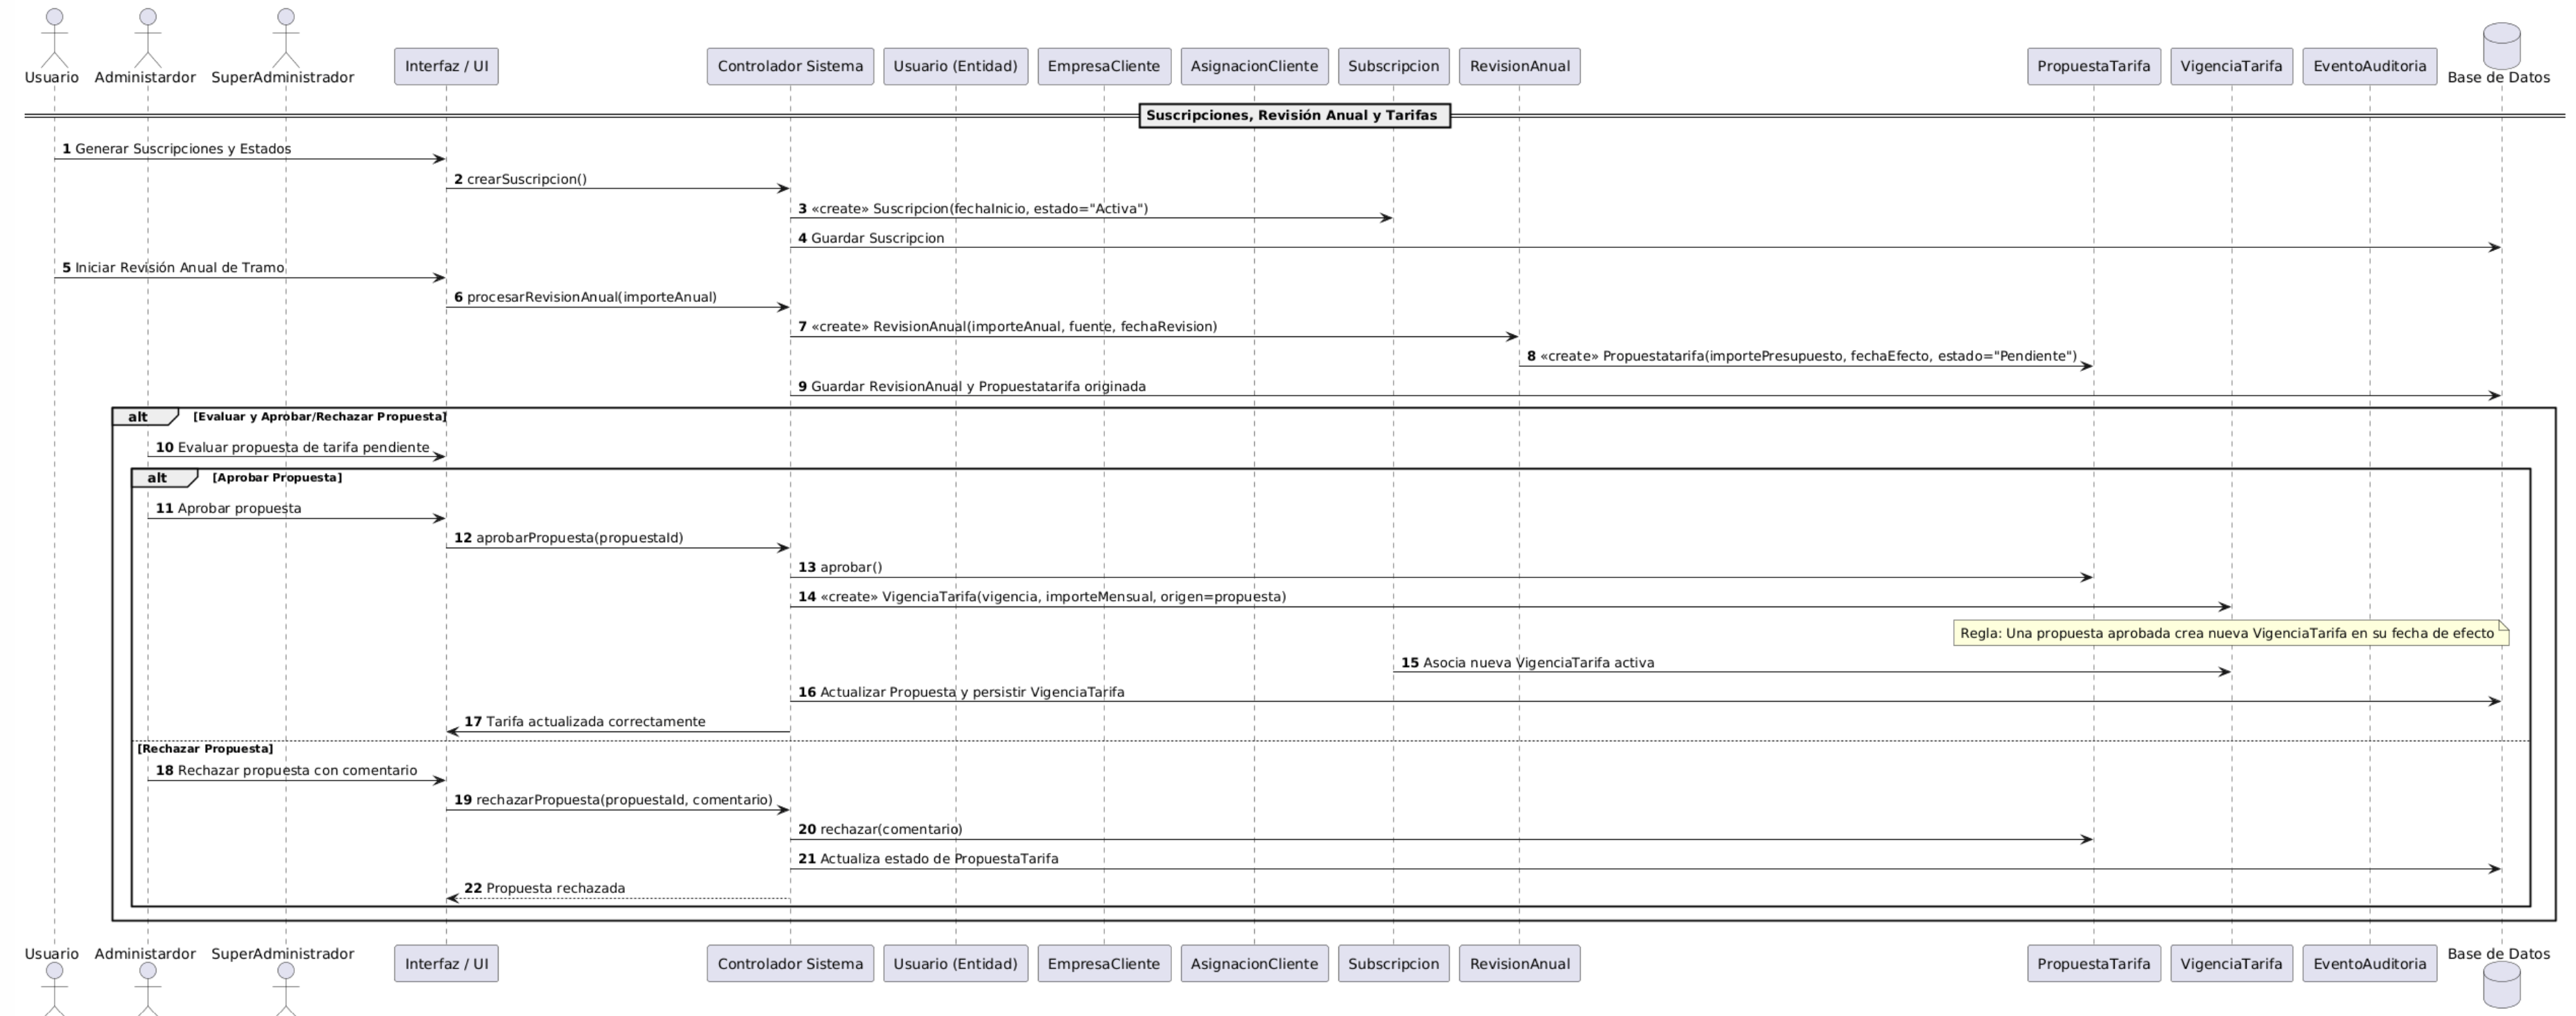 Usuario
Administardor
SuperAdministrador
Interfaz / UI
Controlador Sistema
Usuario (Entidad)
EmpresaCliente
AsignacionCliente
Subscripcion
RevisionAnual
PropuestaTarifa
VigenciaTarifa
EventoAuditoria
Base de Datos
Suscripciones, Revisión Anual y Tarifas
1 Generar Suscripciones y Estados
2 crearSuscripcion()
3 «create» Suscripcion(fechaInicio, estado="Activa")
4 Guardar Suscripcion
5 Iniciar Revisión Anual de Tramo
6 procesarRevisionAnual(importeAnual)
7 «create» RevisionAnual(importeAnual, fuente, fechaRevision)
8 «create» Propuestatarifa(importePresupuesto, fechaEfecto, estado="Pendiente")
9 Guardar RevisionAnual y Propuestatarifa originada
alt [Evaluar y Aprobar/Rechazar Propuesta]
10 Evaluar propuesta de tarifa pendiente
alt [Aprobar Propuesta]
11 Aprobar propuesta
12 aprobarPropuesta(propuestaId)
13 aprobar()
14 «create» VigenciaTarifa(vigencia, importeMensual, origen=propuesta)
Regla: Una propuesta aprobada crea nueva VigenciaTarifa en su fecha de efecto
15 Asocia nueva VigenciaTarifa activa
16 Actualizar Propuesta y persistir VigenciaTarifa
17 Tarifa actualizada correctamente
[Rechazar Propuesta]
18 Rechazar propuesta con comentario
19 rechazarPropuesta(propuestaId, comentario)
20 rechazar(comentario)
21 Actualiza estado de PropuestaTarifa
22 Propuesta rechazada
Usuario
Administardor
SuperAdministrador
Interfaz / UI
Controlador Sistema
Usuario (Entidad)
EmpresaCliente
AsignacionCliente
Subscripcion
RevisionAnual
PropuestaTarifa
VigenciaTarifa
EventoAuditoria
Base de Datos